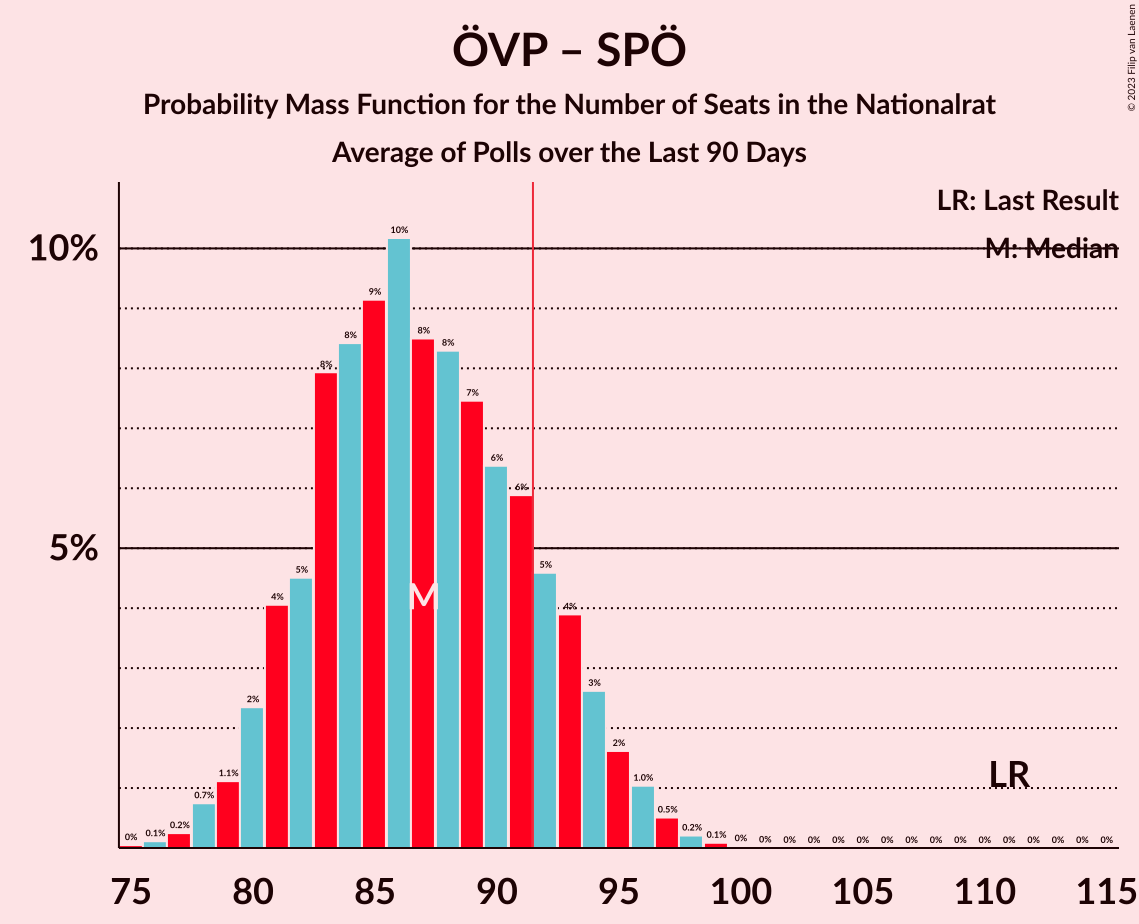 ÖVP – SPÖ
Probability Mass Function for the Number of Seats in the Nationalrat
Average of Polls over the Last 90 Days
© 2023 Filip van Laenen
LR: Last Result
M: Median
10%
5%
0% 0.1% 0.2% 0.7% 1.1% 2% 4% 5% 8% 8% 9% 10% 8% 8% 7% 6% 6% 5% 4% 3% 2% 1.0% 0.5% 0.2% 0.1% 0% 0% 0% 0% 0% 0% 0% 0% 0% 0% 0% 0% 0% 0% 0% 0%
M
LR
75 80 85 90 95 100 105 110 115